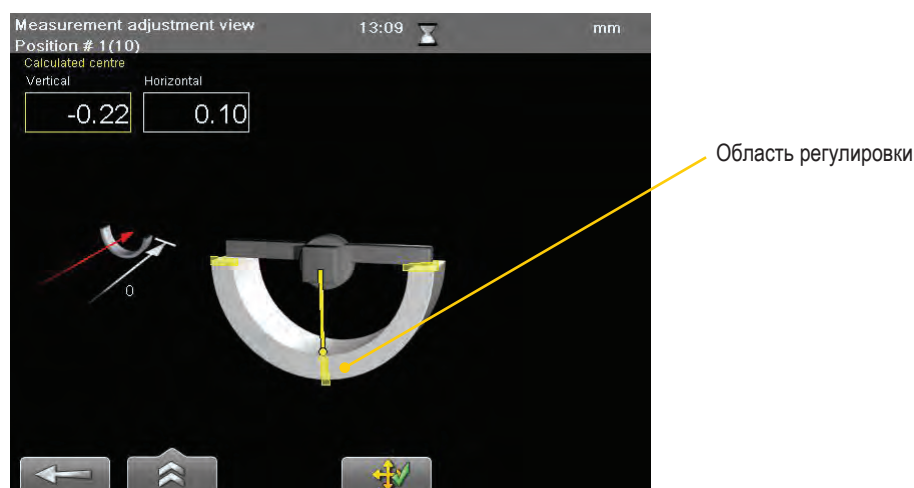 Measurement adjustment view 13:09 mm
Position # 1(10)
Calculated centre
Vertical Horizontal
-0.22 0.10
Область регулировки
0